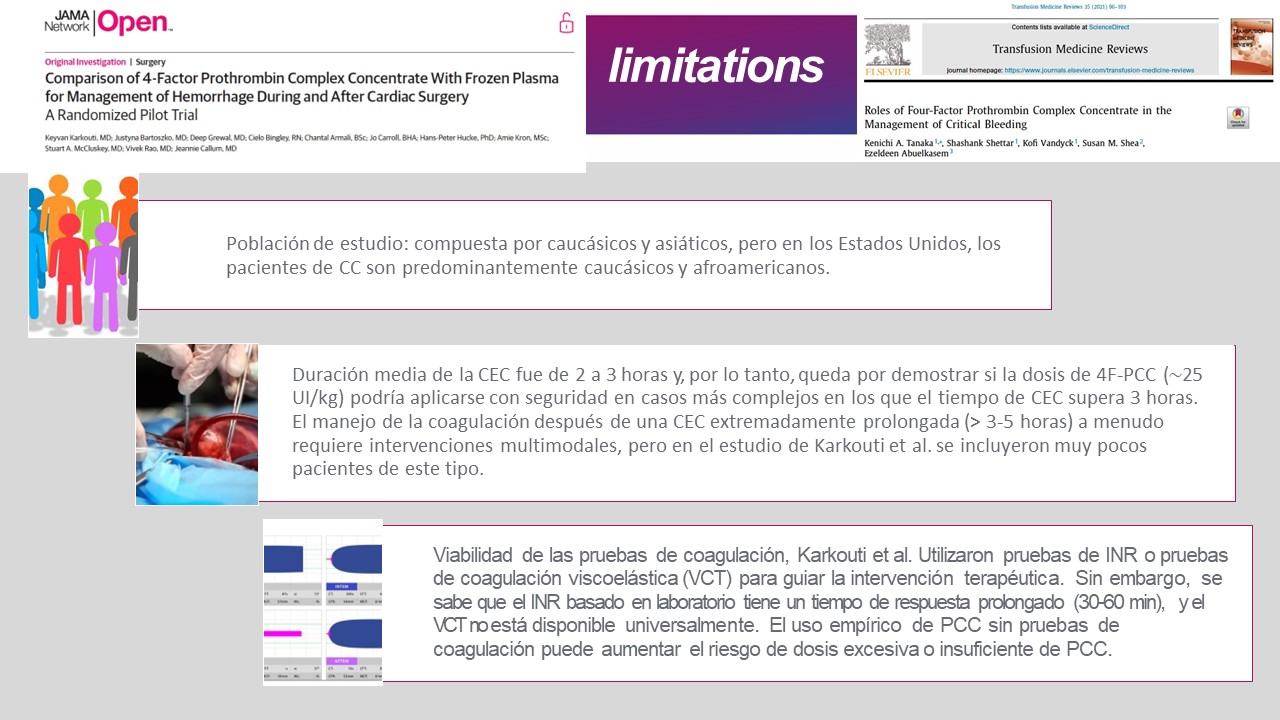 JAMA
Network Open™
Original Investigation | Surgery
Comparison of 4-Factor Prothrombin Complex Concentrate With Frozen Plasma
for Management of Hemorrhage During and After Cardiac Surgery
A Randomized Pilot Trial
Keyvan Karkouti, MD; Justyna Bartoszko, MD; Deep Grewal, MD; Cielo Bingley, RN; Chantal Armali, BSc; Jo Carroll, BHA; Hans-Peter Hucke, PhD; Amie Kron, MSc;
Stuart A. McCluskey, MD; Vivek Rao, MD; Jeannie Callum, MD
limitations
Transfusion Medicine Reviews 35 (2021) 96–103
Contents lists available at ScienceDirect
Transfusion Medicine Reviews
journal homepage: https://www.journals.elsevier.com/transfusion-medicine-reviews
ELSEVIER
TRANSFUSION
MEDICINE
REVIEWS
Roles of Four-Factor Prothrombin Complex Concentrate in the
Management of Critical Bleeding
Check for
updates
Kenichi A. Tanaka 1,*, Shashank Shettar 1, Kofi Vandyck 1, Susan M. Shea 2,
Ezeldeen Abuelkasem 3
Población de estudio: compuesta por caucásicos y asiáticos, pero en los Estados Unidos, los
pacientes de CC son predominantemente caucásicos y afroamericanos.
Duración media de la CEC fue de 2 a 3 horas y, por lo tanto, queda por demostrar si la dosis de 4F-PCC (~25
UI/kg) podría aplicarse con seguridad en casos más complejos en los que el tiempo de CEC supera 3 horas.
El manejo de la coagulación después de una CEC extremadamente prolongada (> 3-5 horas) a menudo
requiere intervenciones multimodales, pero en el estudio de Karkouti et al. se incluyeron muy pocos
pacientes de este tipo.
Viabilidad de las pruebas de coagulación, Karkouti et al. Utilizaron pruebas de INR o pruebas
de coagulación viscoelástica (VCT) para guiar la intervención terapéutica. Sin embargo, se
sabe que el INR basado en laboratorio tiene un tiempo de respuesta prolongado (30-60 min), y el
VCT no está disponible universalmente. El uso empírico de PCC sin pruebas de
coagulación puede aumentar el riesgo de dosis excesiva o insuficiente de PCC.